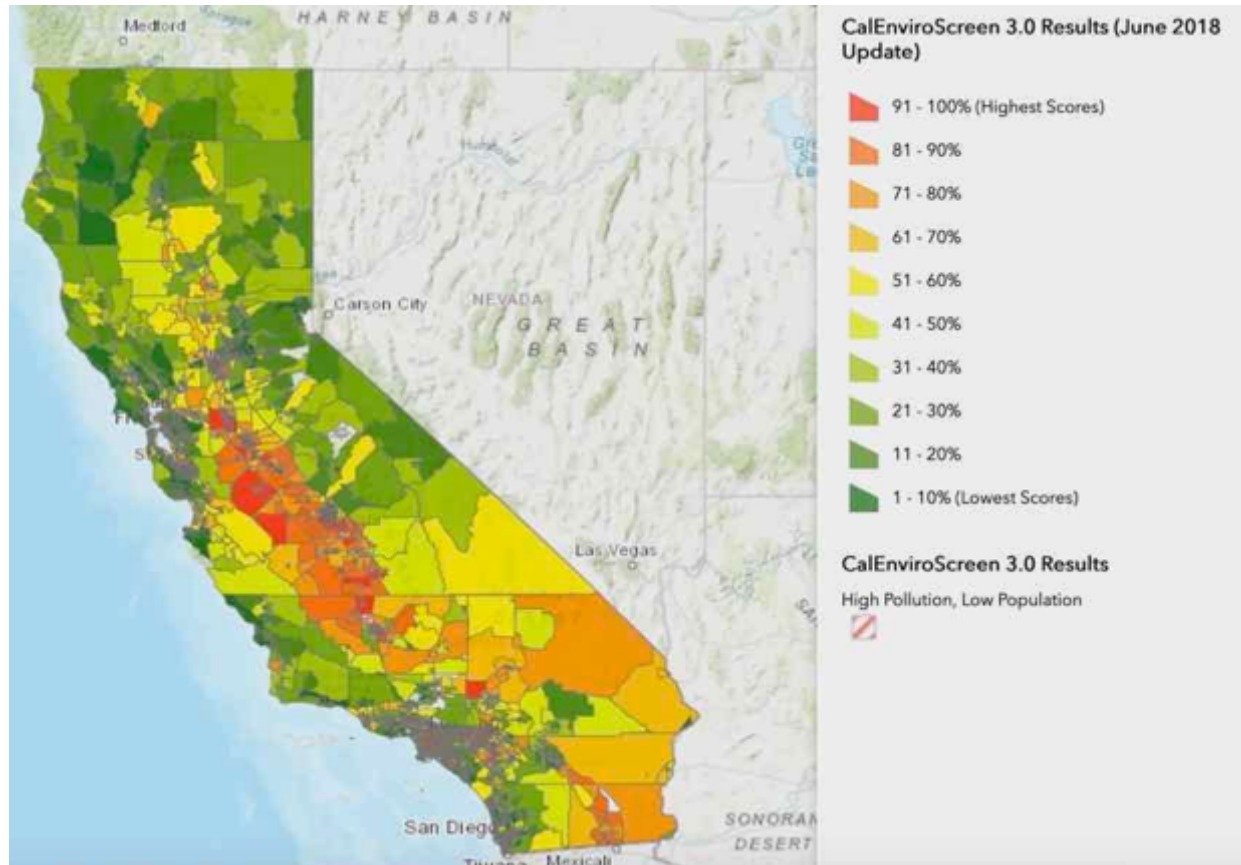 HARNEY BASIN
Medford
Humboldt
Carson City
NEVADA
GREAT
BASIN
Las Vegas
San Diego
Mexicali
SONORAN
DESERT
CalEnviroScreen 3.0 Results (June 2018
Update)
91 - 100% (Highest Scores)
81 - 90%
71 - 80%
61 - 70%
51 - 60%
41 - 50%
31 - 40%
21 - 30%
11 - 20%
1 - 10% (Lowest Scores)
CalEnviroScreen 3.0 Results
High Pollution, Low Population